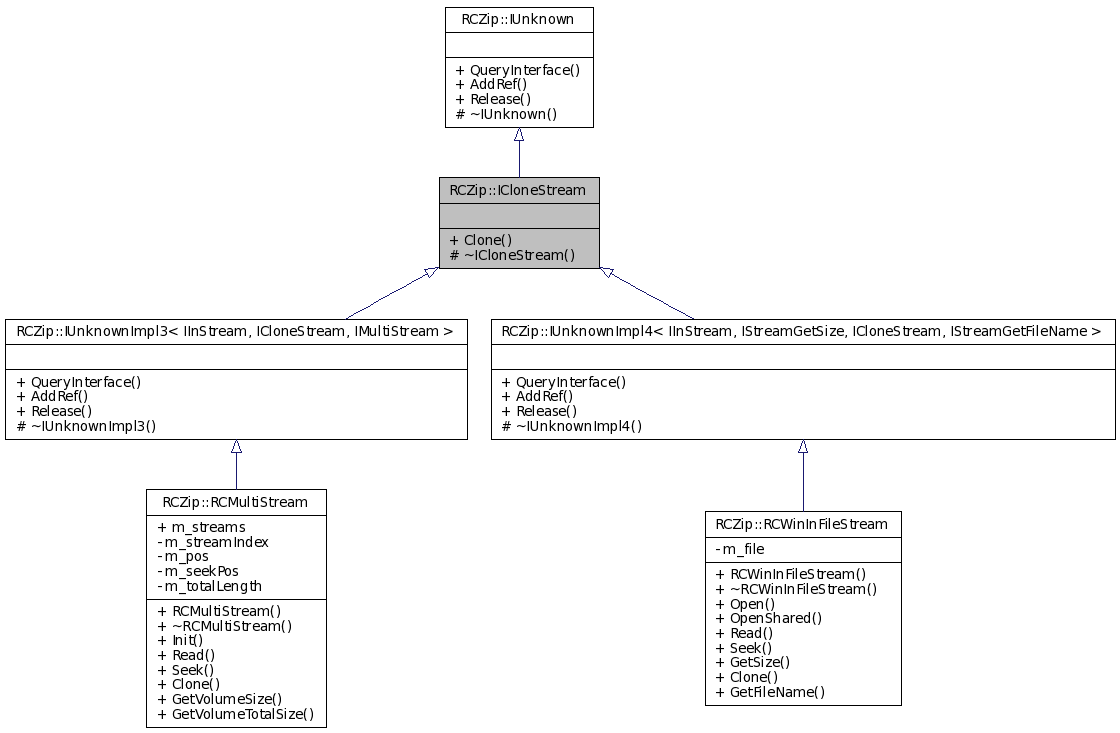 RCZip::IUnknown
+ QueryInterface()
+ AddRef()
+ Release()
# ~IUnknown()
RCZip::ICloneStream
+ Clone()
# ~ICloneStream()
RCZip::IUnknownImpl3< IInStream, ICloneStream, IMultiStream >
+ QueryInterface()
+ AddRef()
+ Release()
# ~IUnknownImpl3()
RCZip::IUnknownImpl4< IInStream, IStreamGetSize, ICloneStream, IStreamGetFileName >
+ QueryInterface()
+ AddRef()
+ Release()
# ~IUnknownImpl4()
RCZip::RCMultiStream
+ m_streams
- m_streamIndex
- m_pos
- m_seekPos
- m_totalLength
+ RCMultiStream()
+ ~RCMultiStream()
+ Init()
+ Read()
+ Seek()
+ Clone()
+ GetVolumeSize()
+ GetVolumeTotalSize()
RCZip::RCWinInFileStream
- m_file
+ RCWinInFileStream()
+ ~RCWinInFileStream()
+ Open()
+ OpenShared()
+ Read()
+ Seek()
+ GetSize()
+ Clone()
+ GetFileName()